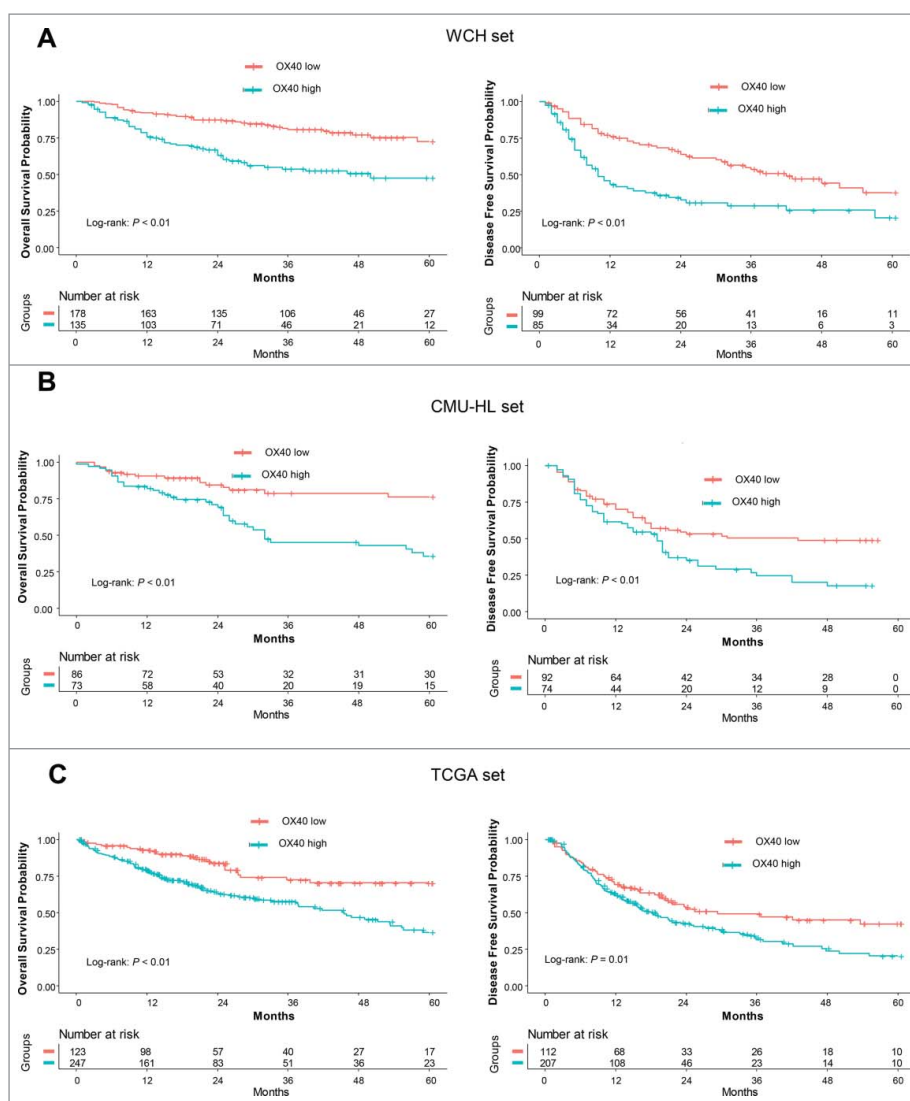 A
WCH set
OX40 low
OX40 high
Overall Survival Probability
1.00
0.75
0.50
0.25
0.00
Log-rank: P < 0.01
0 12 24 36 48 60
Months
Number at risk
Groups
178 163 135 106 46 27
135 103 71 46 21 12
0 12 24 36 48 60
Months
OX40 low
OX40 high
Disease Free Survival Probability
1.00
0.75
0.50
0.25
0.00
Log-rank: P < 0.01
0 12 24 36 48 60
Months
Number at risk
Groups
99 72 56 41 16 11
85 34 20 13 6 3
0 12 24 36 48 60
Months
B
CMU-HL set
OX40 low
OX40 high
Overall Survival Probability
1.00
0.75
0.50
0.25
0.00
Log-rank: P < 0.01
0 12 24 36 48 60
Months
Number at risk
Groups
86 72 53 32 31 30
73 58 40 20 19 15
0 12 24 36 48 60
Months
OX40 low
OX40 high
Disease Free Survival Probability
1.00
0.75
0.50
0.25
0.00
Log-rank: P < 0.01
0 12 24 36 48 60
Months
Number at risk
Groups
92 64 42 34 28 0
74 44 20 12 9 0
0 12 24 36 48 60
Months
C
TCGA set
OX40 low
OX40 high
Overall Survival Probability
1.00
0.75
0.50
0.25
0.00
Log-rank: P < 0.01
0 12 24 36 48 60
Months
Number at risk
Groups
123 98 57 40 27 17
247 161 83 51 36 23
0 12 24 36 48 60
Months
OX40 low
OX40 high
Disease Free Survival Probability
1.00
0.75
0.50
0.25
0.00
Log-rank: P = 0.01
0 12 24 36 48 60
Months
Number at risk
Groups
112 68 33 26 18 10
207 108 46 23 14 10
0 12 24 36 48 60
Months